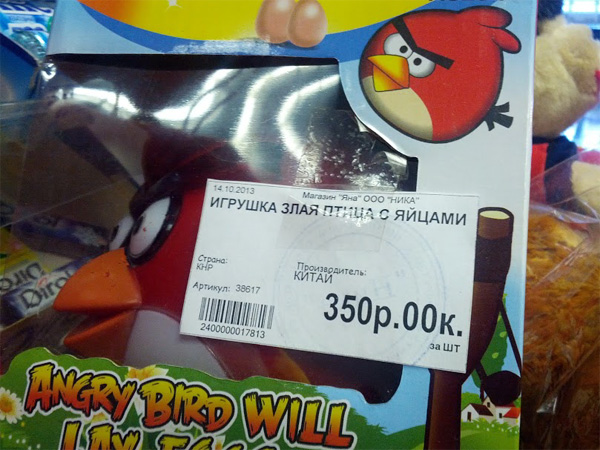 14.10.2013
Магазин "Яна" ООО "НИКА"
ИГРУШКА ЗЛАЯ ПТИЦА С ЯЙЦАМИ
Страна:
КНР
Производитель:
КИТАЙ
Артикул: 38617
350р.00к.
за ШТ
2400000017813
ANGRY BIRD WILL
LAY